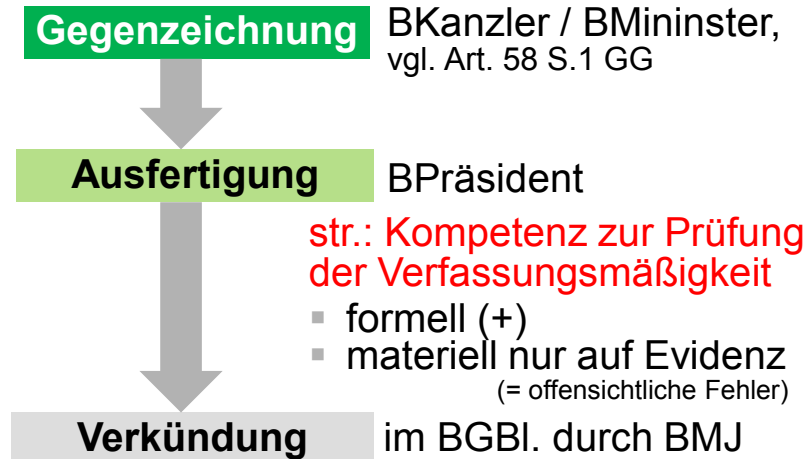 Gegenzeichnung BKanzler / BMininster,
vgl. Art. 58 S.1 GG
Ausfertigung BPräsident
str.: Kompetenz zur Prüfung
der Verfassungsmäßigkeit
▪ formell (+)
▪ materiell nur auf Evidenz
(= offensichtliche Fehler)
Verkündung im BGBl. durch BMJ